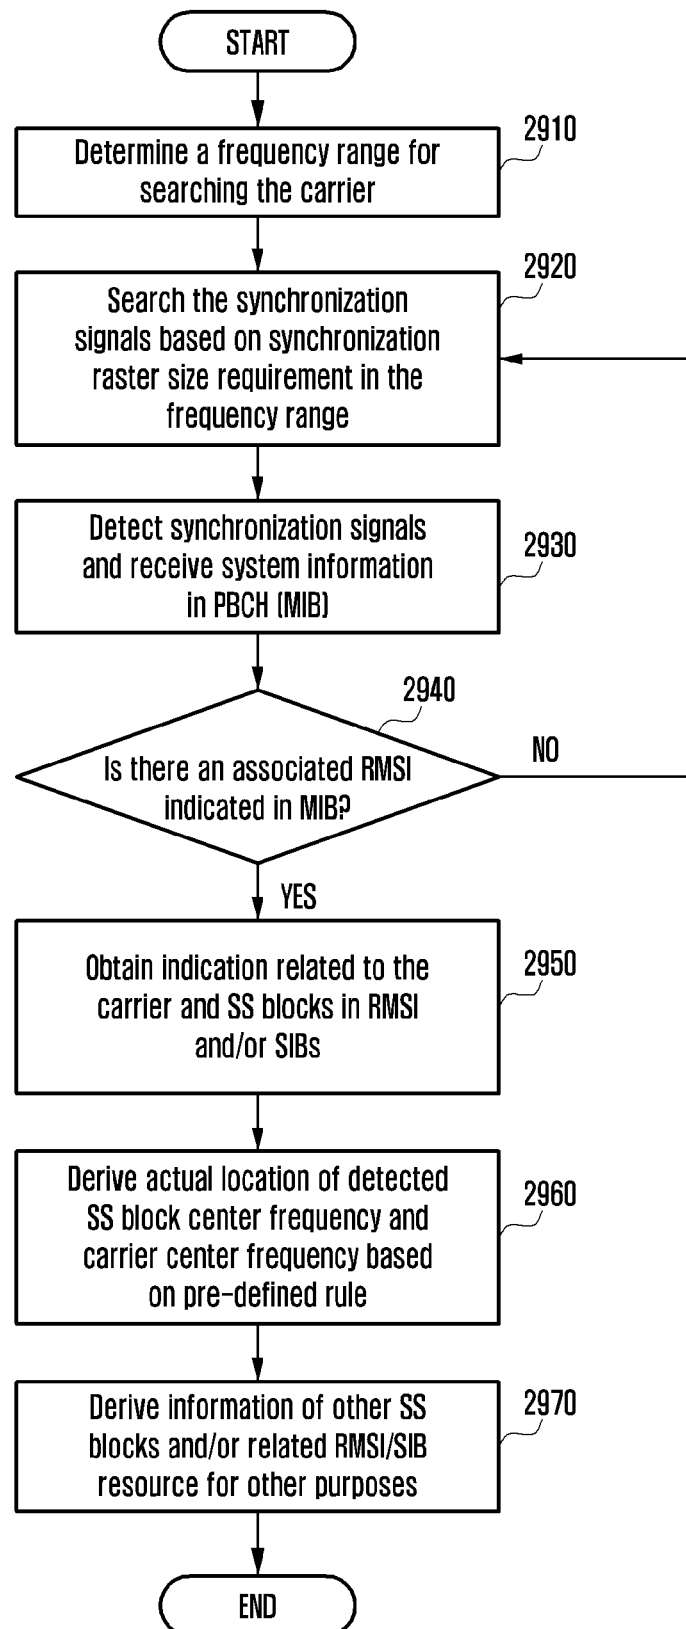 START
2910
Determine a frequency range for
searching the carrier
2920
Search the synchronization
signals based on synchronization
raster size requirement in the
frequency range
Detect synchronization signals
and receive system information
in PBCH (MIB)
2930
2940
Is there an associated RMSI
indicated in MIB?
NO
YES
Obtain indication related to the
carrier and SS blocks in RMSI
and/or SIBs
2950
Derive actual location of detected
SS block center frequency and
carrier center frequency based
on pre-defined rule
2960
Derive information of other SS
blocks and/or related RMSI/SIB
resource for other purposes
2970
END